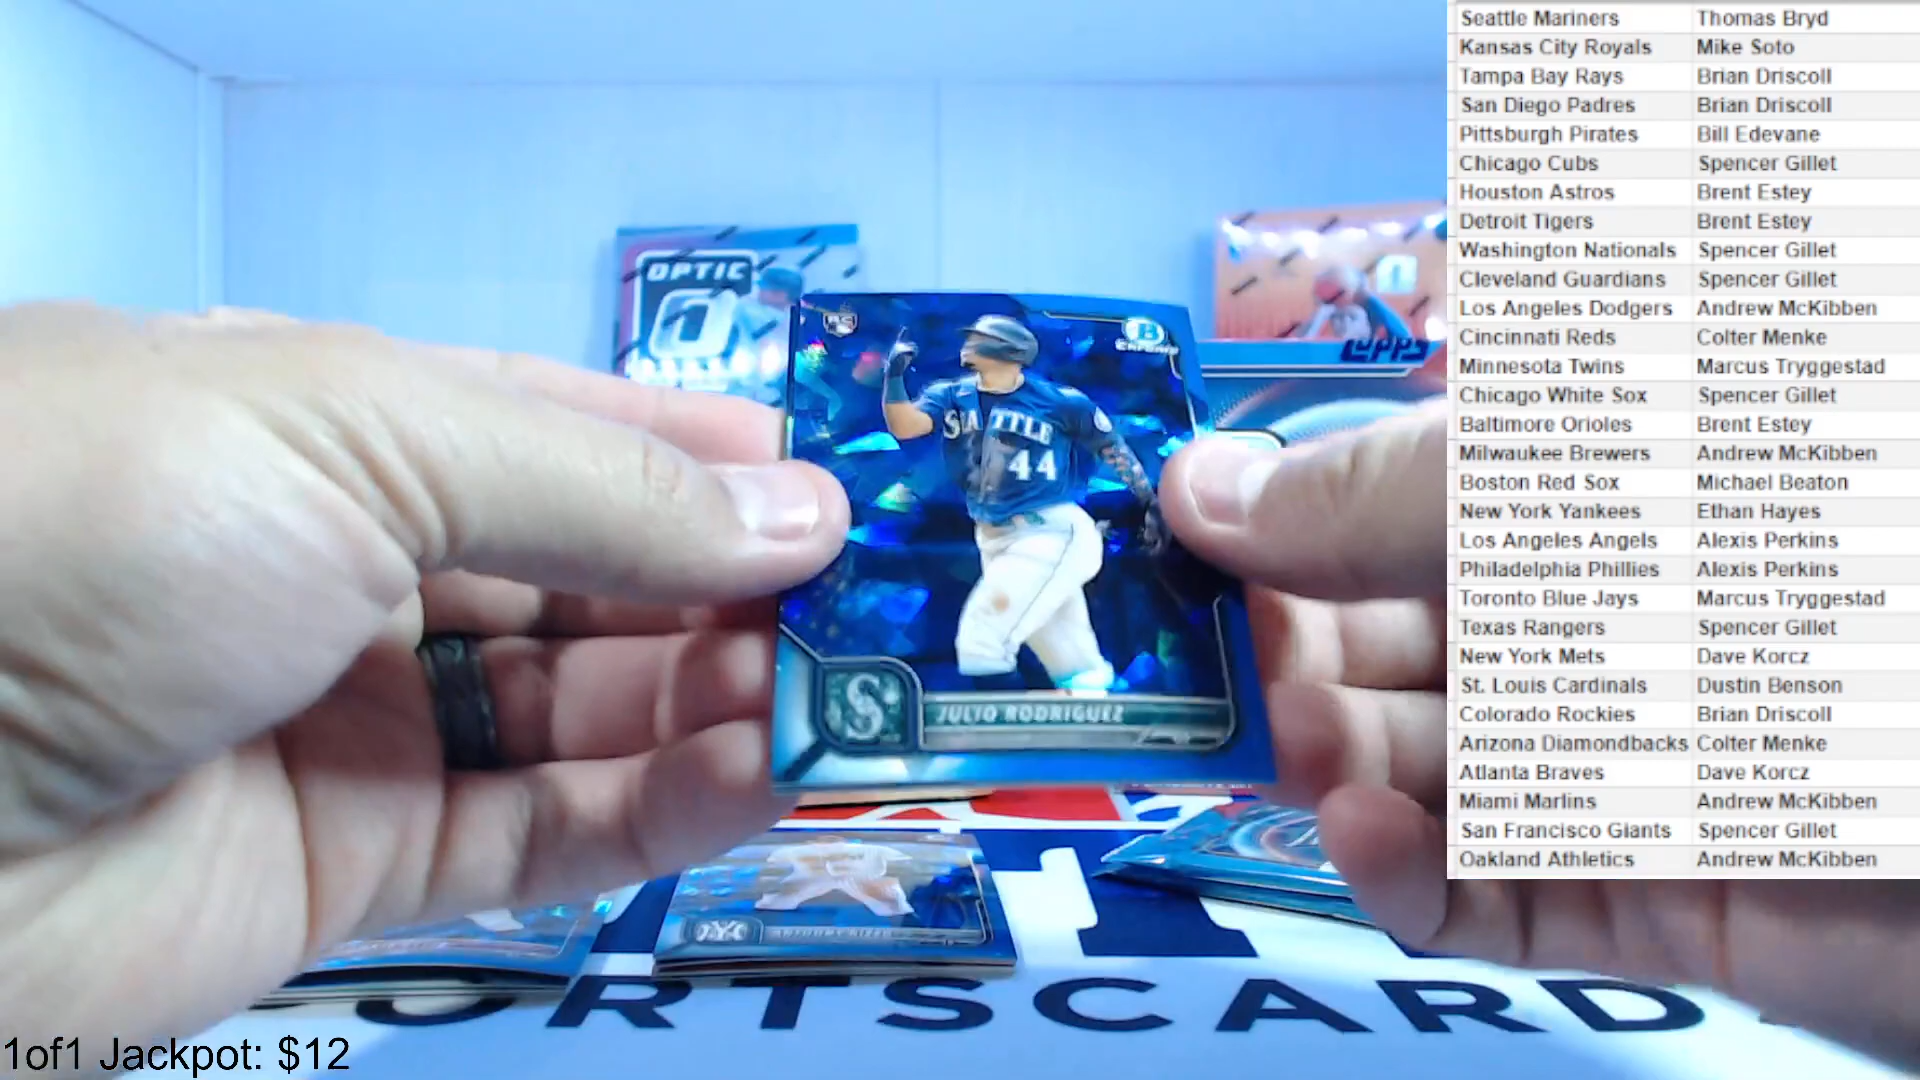 Seattle Mariners Thomas Bryd
Kansas City Royals Mike Soto
Tampa Bay Rays Brian Driscoll
San Diego Padres Brian Driscoll
Pittsburgh Pirates Bill Edevane
Chicago Cubs Spencer Gillet
Houston Astros Brent Estey
Detroit Tigers Brent Estey
Washington Nationals Spencer Gillet
Cleveland Guardians Spencer Gillet
Los Angeles Dodgers Andrew McKibben
Cincinnati Reds Colter Menke
Minnesota Twins Marcus Tryggestad
Chicago White Sox Spencer Gillet
Baltimore Orioles Brent Estey
Milwaukee Brewers Andrew McKibben
Boston Red Sox Michael Beaton
New York Yankees Ethan Hayes
Los Angeles Angels Alexis Perkins
Philadelphia Phillies Alexis Perkins
Toronto Blue Jays Marcus Tryggestad
Texas Rangers Spencer Gillet
New York Mets Dave Korcz
St. Louis Cardinals Dustin Benson
Colorado Rockies Brian Driscoll
Arizona Diamondbacks Colter Menke
Atlanta Braves Dave Korcz
Miami Marlins Andrew McKibben
San Francisco Giants Spencer Gillet
Oakland Athletics Andrew McKibben
OPTIC
TOPPS
RC
B
CHROME
SEATTLE
44
S
JULIO RODRIGUEZ
NY
ANTHONY RIZZO
ORTSCARD
1of1 Jackpot: $12